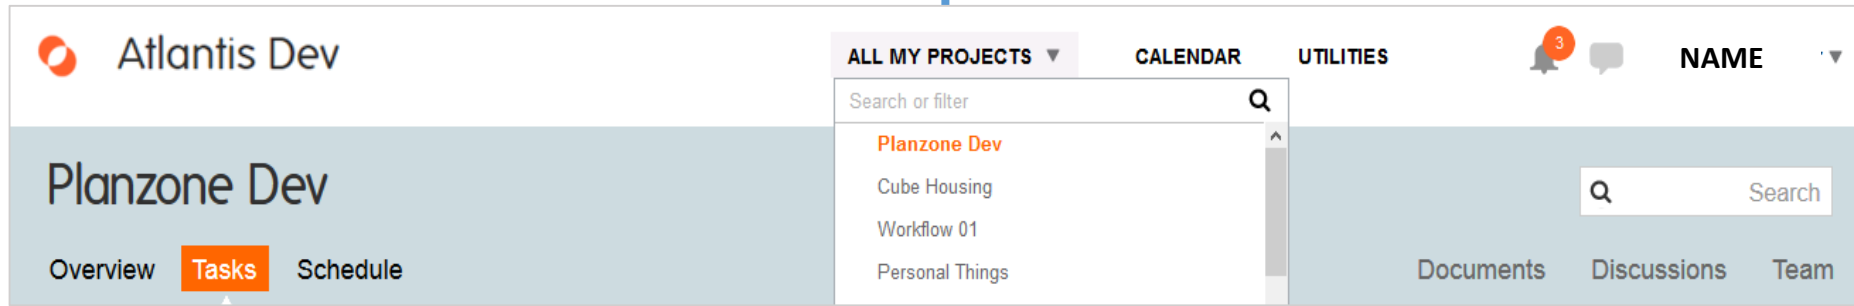 Atlantis Dev
ALL MY PROJECTS CALENDAR UTILITIES 3 NAME
Search or filter
Planzone Dev
Cube Housing
Workflow 01
Personal Things
Planzone Dev
Search
Overview Tasks Schedule
Documents Discussions Team